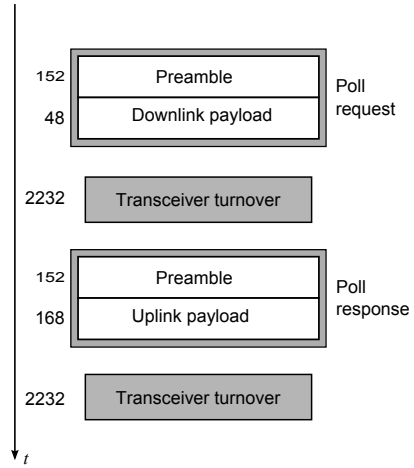 152 Preamble
Poll
48 Downlink payload
request
2232 Transceiver turnover
152 Preamble
Poll
168 Uplink payload
response
2232 Transceiver turnover
t